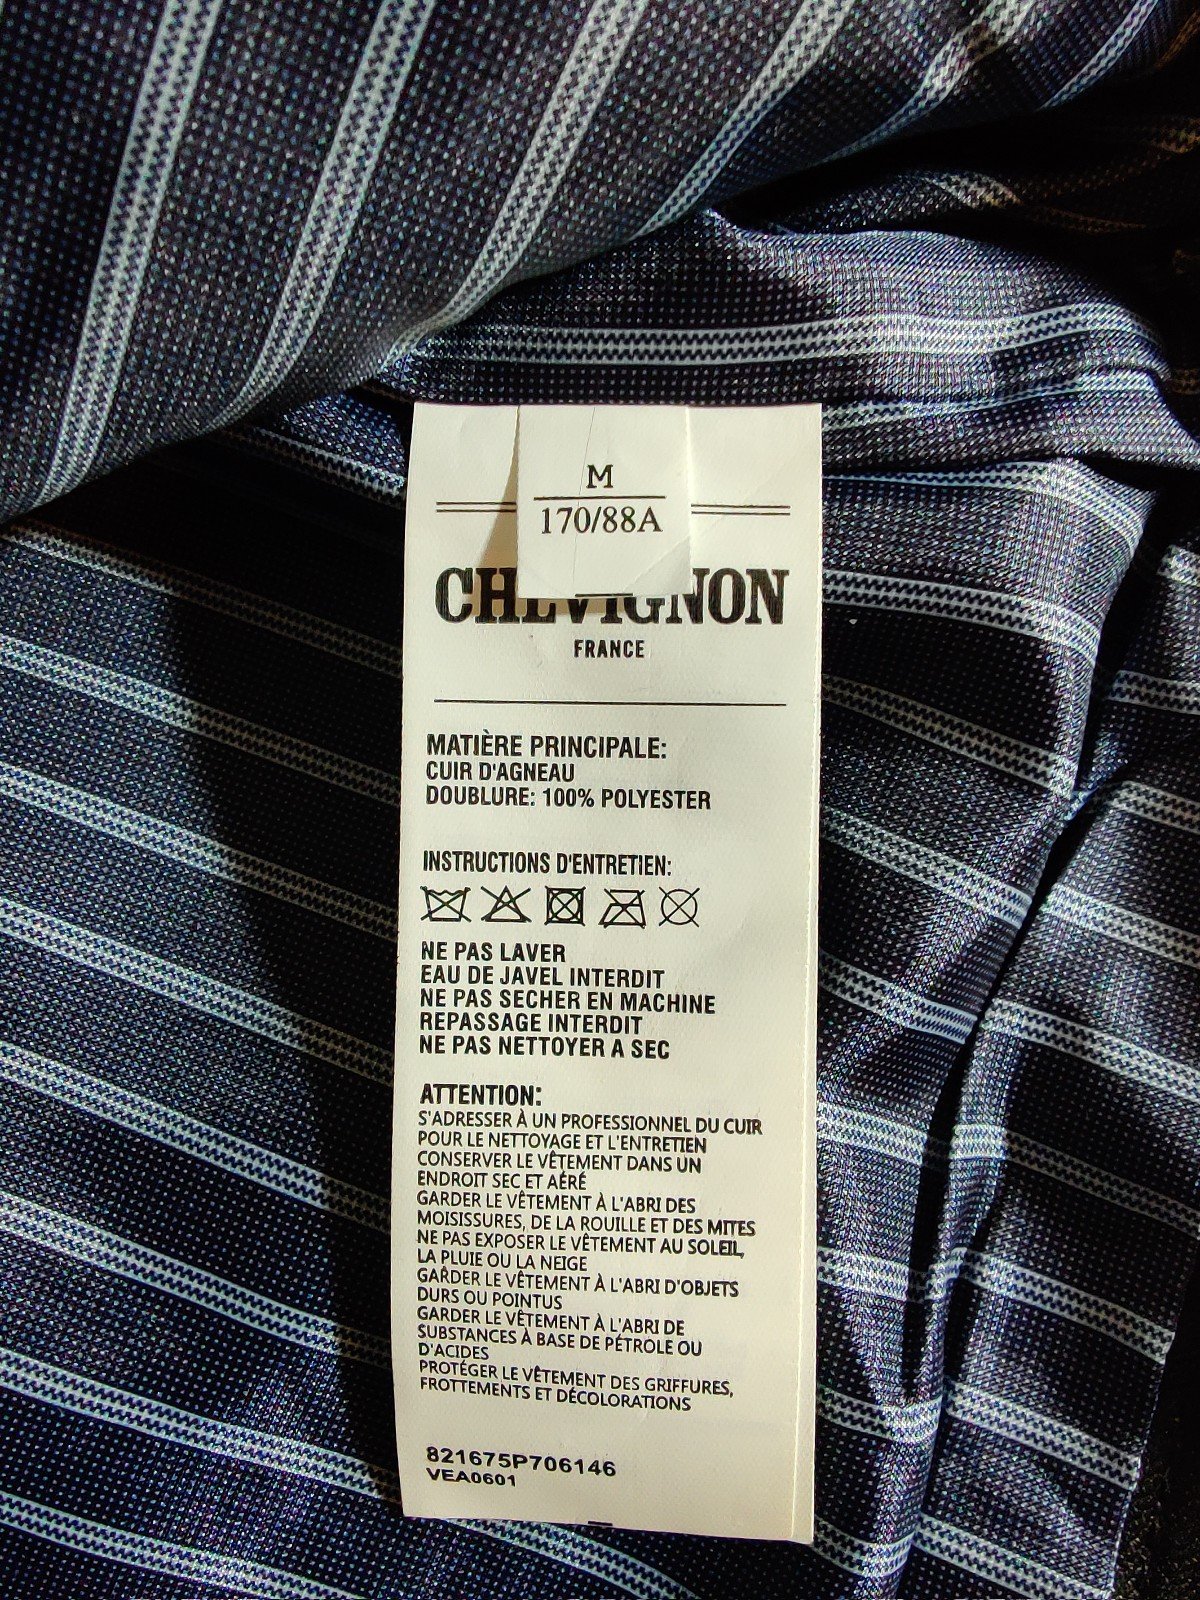 M
170/88A
CHEVIGNON
FRANCE
MATIÈRE PRINCIPALE:
CUIR D'AGNEAU
DOUBLURE: 100% POLYESTER
INSTRUCTIONS D'ENTRETIEN:
NE PAS LAVER
EAU DE JAVEL INTERDIT
NE PAS SECHER EN MACHINE
REPASSAGE INTERDIT
NE PAS NETTOYER A SEC
ATTENTION:
S'ADRESSER À UN PROFESSIONNEL DU CUIR
POUR LE NETTOYAGE ET L'ENTRETIEN
CONSERVER LE VÊTEMENT DANS UN
ENDROIT SEC ET AÉRÉ
GARDER LE VÊTEMENT À L'ABRI DES
MOISISSURES, DE LA ROUILLE ET DES MITES
NE PAS EXPOSER LE VÊTEMENT AU SOLEIL,
LA PLUIE OU LA NEIGE
GARDER LE VÊTEMENT À L'ABRI D'OBJETS
DURS OU POINTUS
GARDER LE VÊTEMENT À L'ABRI DE
SUBSTANCES À BASE DE PÉTROLE OU
D'ACIDES
PROTÉGER LE VÊTEMENT DES GRIFFURES,
FROTTEMENTS ET DÉCOLORATIONS
821675P706146
VEA0601